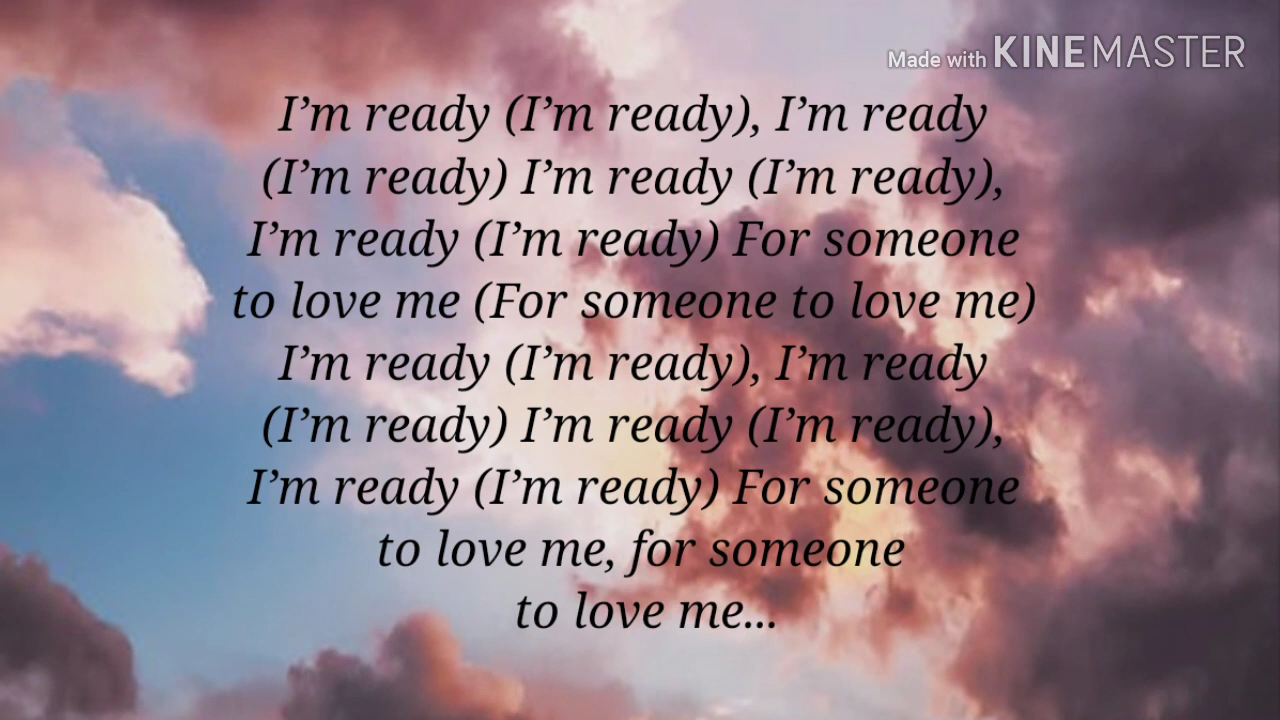 Made with KINEMASTER
I’m ready (I’m ready), I’m ready
(I’m ready) I’m ready (I’m ready),
I’m ready (I’m ready) For someone
to love me (For someone to love me)
I’m ready (I’m ready), I’m ready
(I’m ready) I’m ready (I’m ready),
I’m ready (I’m ready) For someone
to love me, for someone
to love me...